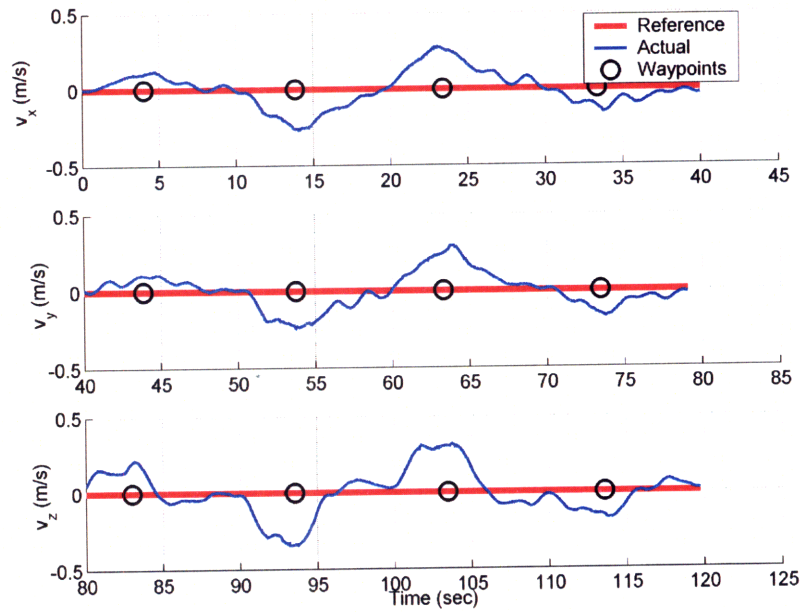 0.5
0
-0.5
v_x (m/s)
Reference
Actual
Waypoints
0 5 10 15 20 25 30 35 40 45
0.5
0
-0.5
v_y (m/s)
40 45 50 55 60 65 70 75 80 85
0.5
0
-0.5
v_z (m/s)
80 85 90 95 100 105 110 115 120 125
Time (sec)